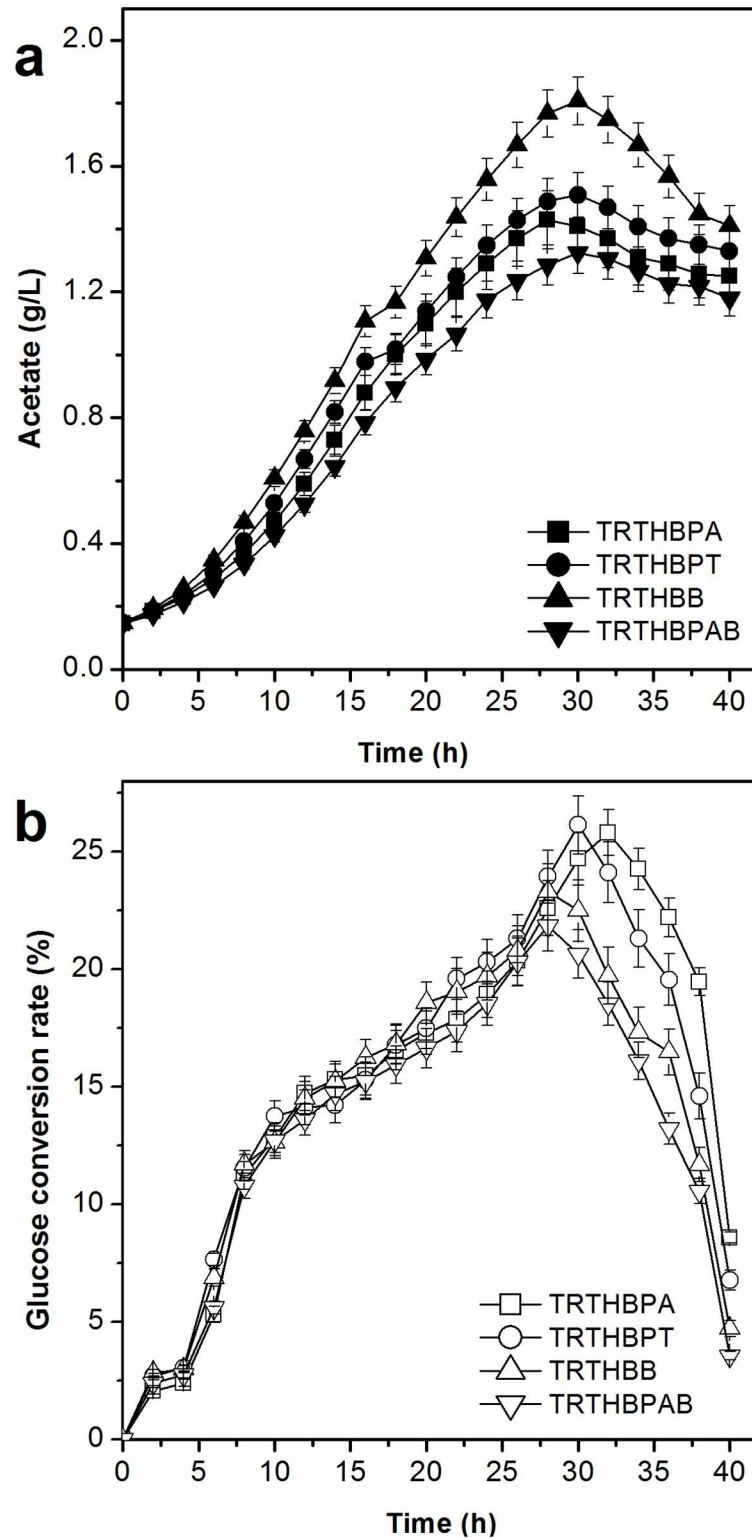 a
2.0
1.6
1.2
0.8
0.4
0.0
Acetate (g/L)
TRTHBPA
TRTHBPT
TRTHBB
TRTHBPAB
0 5 10 15 20 25 30 35 40
Time (h)
b
25
20
15
10
5
0
Glucose conversion rate (%)
TRTHBPA
TRTHBPT
TRTHBB
TRTHBPAB
0 5 10 15 20 25 30 35 40
Time (h)